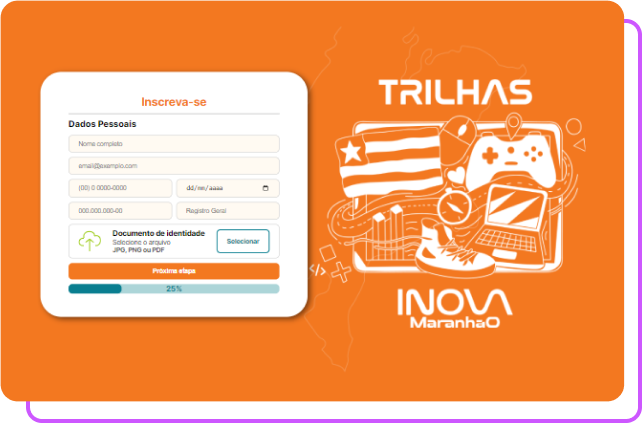 Inscreva-se
Dados Pessoais
Nome completo
email@exemplo.com
(00) 0 0000-0000
dd/mm/aaaa
000.000.000-00
Registro Geral
Documento de identidade
Selecione o arquivo
JPG, PNG ou PDF
Selecionar
Próxima etapa
25%
TRILHAS
</>
INOVA
MaranhaO